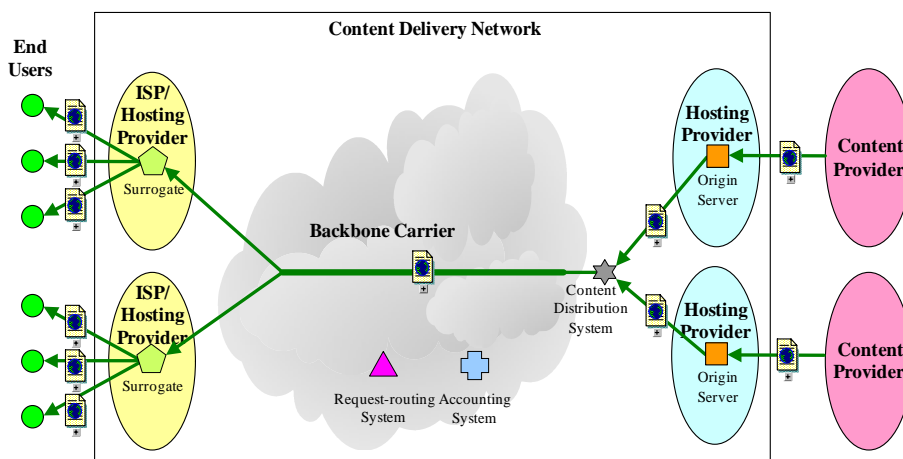 Content Delivery Network
End
Users
ISP/
Hosting
Provider
Surrogate
Hosting
Provider
Origin
Server
Content
Provider
Backbone Carrier
Content
Distribution
System
ISP/
Hosting
Provider
Surrogate
Hosting
Provider
Origin
Server
Content
Provider
Request-routing
System
Accounting
System